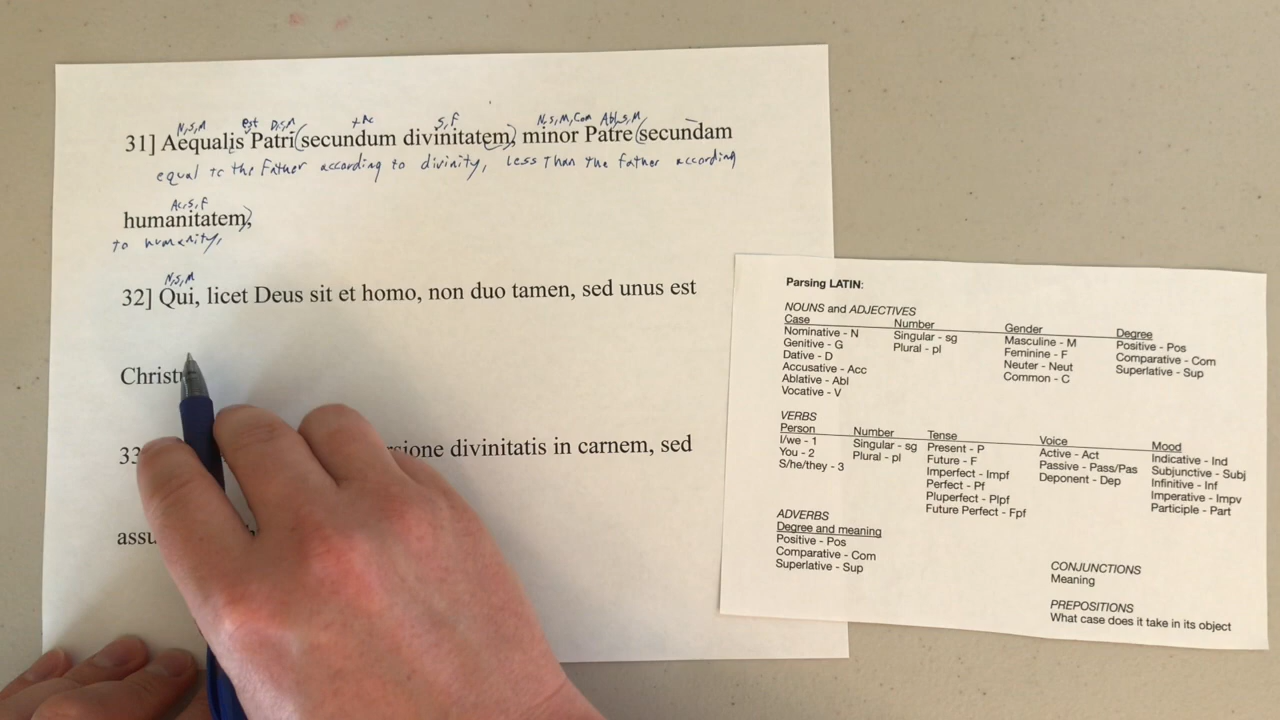 N,S,M est D,S,M +Ac S,F N,S,M,Com Abl,S,M
31] Aequalis Patri (secundum divinitatem), minor Patre (secundam
equal to the Father according to divinity, less than the father according
Ac,S,F
humanitatem),
to humanity,
N,S,M
32] Qui, licet Deus sit et homo, non duo tamen, sed unus est
33 divinitatis in carnem, sed
Parsing LATIN:
NOUNS and ADJECTIVES
Case Number Gender Degree
Nominative - N Singular - sg Masculine - M Positive - Pos
Genitive - G Plural - pl Feminine - F Comparative - Com
Dative - D Neuter - Neut Superlative - Sup
Accusative - Acc Common - C
Ablative - Abl
Vocative - V
VERBS
Person Number Tense Voice Mood
I/we - 1 Singular - sg Present - P Active - Act Indicative - Ind
You - 2 Plural - pl Future - F Passive - Pass/Pas Subjunctive - Subj
S/he/they - 3 Imperfect - Impf Deponent - Dep Infinitive - Inf
Perfect - Pf Imperative - Impv
Pluperfect - Plpf Participle - Part
Future Perfect - Fpf
ADVERBS
Degree and meaning
Positive - Pos
Comparative - Com
Superlative - Sup
CONJUNCTIONS
Meaning
PREPOSITIONS
What case does it take in its object